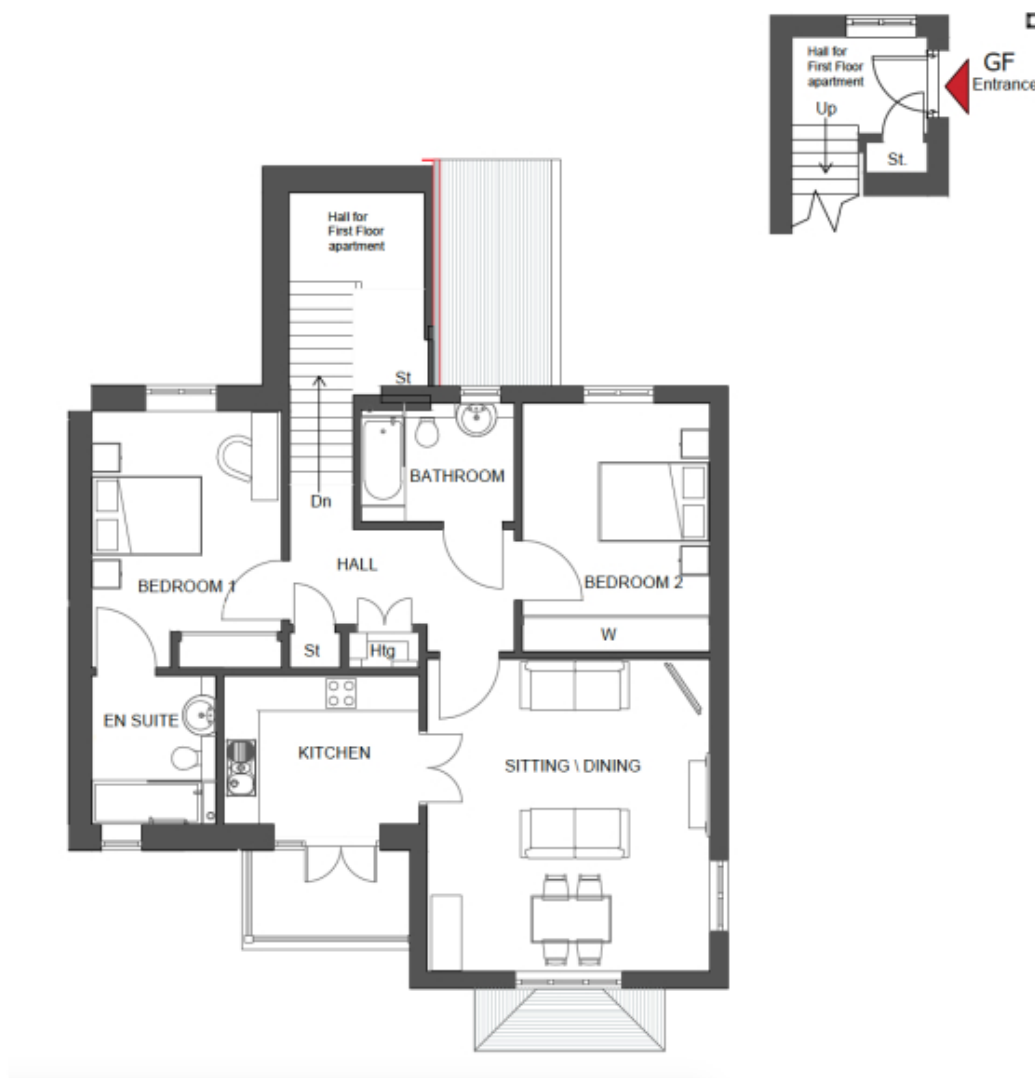 Hall for
First Floor
apartment
Up
St.
GF
Entrance
Hall for
First Floor
apartment
St
Dn
BATHROOM
HALL
BEDROOM 1
BEDROOM 2
W
St
Htg
EN SUITE
KITCHEN
SITTING \ DINING